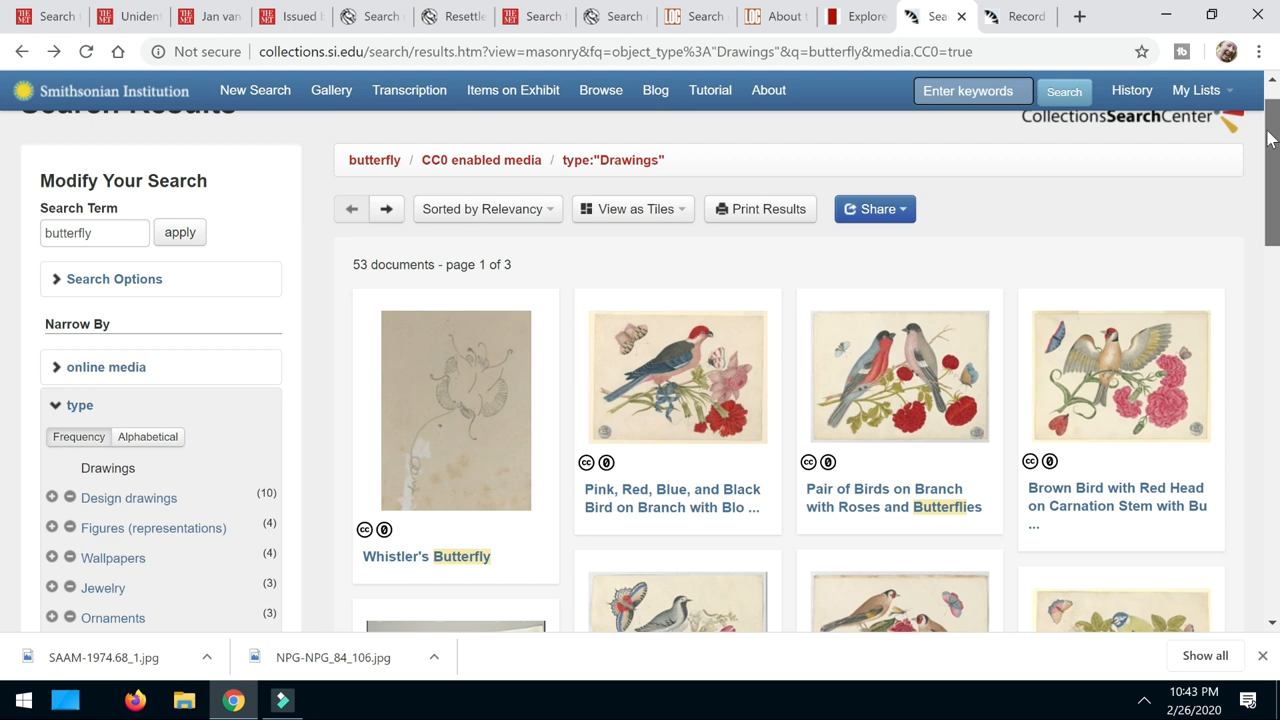 Search
Unident
Jan van
Issued
Search
Resettle
Search
Search
Search
About t
Explore
Sea
Record
Not secure
collections.si.edu/search/results.htm?view=masonry&fq=object_type%3A"Drawings"&q=butterfly&media.CC0=true
Smithsonian Institution
New Search
Gallery
Transcription
Items on Exhibit
Browse
Blog
Tutorial
About
Enter keywords
Search
History
My Lists
Search Results
CollectionsSearchCenter
butterfly / CC0 enabled media / type:"Drawings"
Modify Your Search
Search Term
butterfly
apply
Search Options
Narrow By
online media
type
Frequency
Alphabetical
Drawings
Design drawings (10)
Figures (representations) (4)
Wallpapers (4)
Jewelry (3)
Ornaments (3)
Sorted by Relevancy
View as Tiles
Print Results
Share
53 documents - page 1 of 3
Whistler's Butterfly
Pink, Red, Blue, and Black
Bird on Branch with Blo ...
Pair of Birds on Branch
with Roses and Butterflies
Brown Bird with Red Head
on Carnation Stem with Bu
...
SAAM-1974.68_1.jpg
NPG-NPG_84_106.jpg
Show all
10:43 PM
2/26/2020